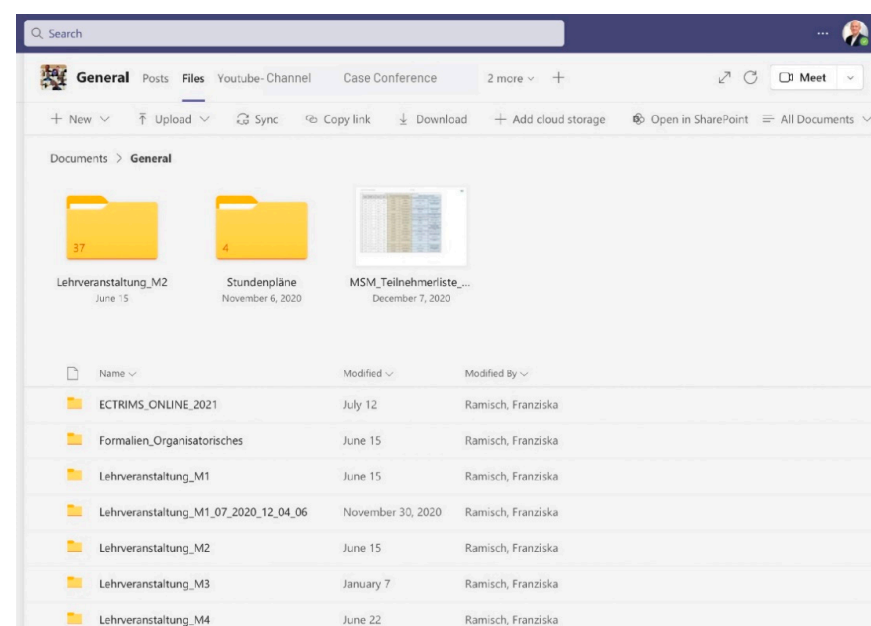 Search
...
General Posts Files Youtube-Channel Case Conference 2 more +
Meet
+ New Upload Sync Copy link Download + Add cloud storage Open in SharePoint All Documents
Documents > General
37
4
Lehrveranstaltung_M2 Stundenpläne MSM_Teilnehmerliste_...
June 15 November 6, 2020 December 7, 2020
Name Modified Modified By
ECTRIMS_ONLINE_2021 July 12 Ramisch, Franziska
Formalien_Organisatorisches June 15 Ramisch, Franziska
Lehrveranstaltung_M1 June 15 Ramisch, Franziska
Lehrveranstaltung_M1_07_2020_12_04_06 November 30, 2020 Ramisch, Franziska
Lehrveranstaltung_M2 June 15 Ramisch, Franziska
Lehrveranstaltung_M3 January 7 Ramisch, Franziska
Lehrveranstaltung_M4 June 22 Ramisch, Franziska